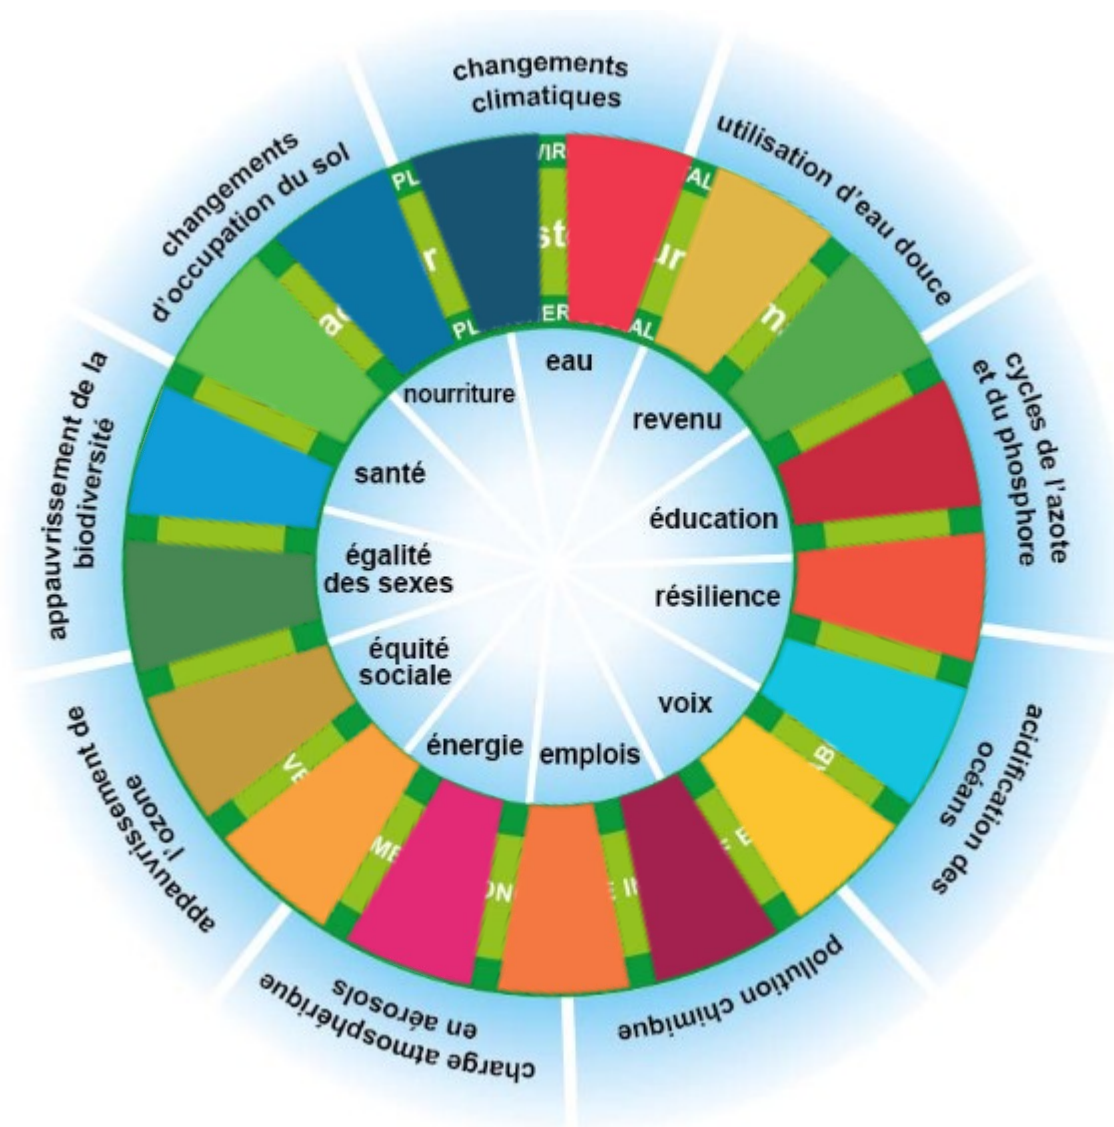 changements
climatiques
utilisation d'eau douce
cycles de l'azote
et du phosphore
acidification des
océans
pollution chimique
charge atmosphérique
en aérosols
appauvrissement de
l'ozone
appauvrissement de la
biodiversité
changements
d'occupation du sol
eau
revenu
éducation
résilience
voix
emplois
énergie
équité
sociale
égalité
des sexes
santé
nourriture